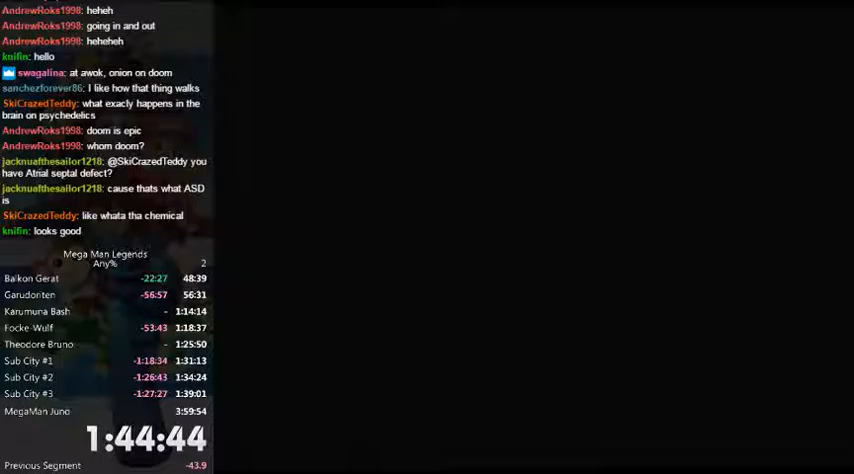 AndrewRoks1998: heheh
AndrewRoks1998: going in and out
AndrewRoks1998: heheheh
knifin: hello
swagalina: at awok, onion on doom
sanchezforever86: I like how that thing walks
SkiCrazedTeddy: what exacly happens in the
brain on psychedelics
AndrewRoks1998: doom is epic
AndrewRoks1998: whom doom?
jacknuafthesailor1218: @SkiCrazedTeddy you
have Atrial septal defect?
jacknuafthesailor1218: cause thats what ASD
is
SkiCrazedTeddy: like whata tha chemical
knifin: looks good
Mega Man Legends
Any% 2
Balkon Gerat -22:27 48:39
Garudoriten -56:57 56:31
Karumuna Bash - 1:14:14
Focke-Wulf -53:43 1:18:37
Theodore Bruno - 1:25:50
Sub City #1 -1:18:34 1:31:13
Sub City #2 -1:26:43 1:34:24
Sub City #3 -1:27:27 1:39:01
MegaMan Juno 3:59:54
1:44:44
Previous Segment -43.9